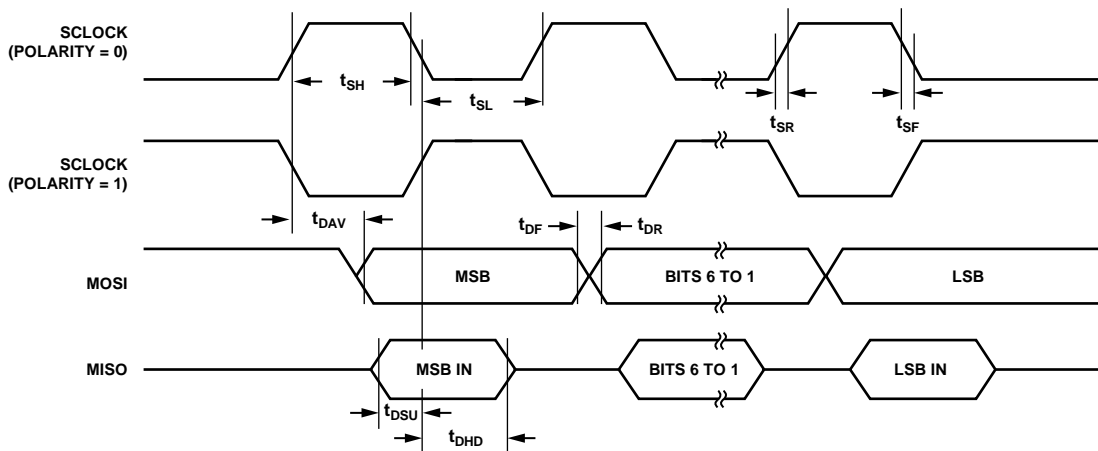 SCLOCK
(POLARITY = 0)
tSH
tSL
tSR
tSF
SCLOCK
(POLARITY = 1)
tDAV
tDF
tDR
MOSI
MSB
BITS 6 TO 1
LSB
MISO
MSB IN
BITS 6 TO 1
LSB IN
tDSU
tDHD